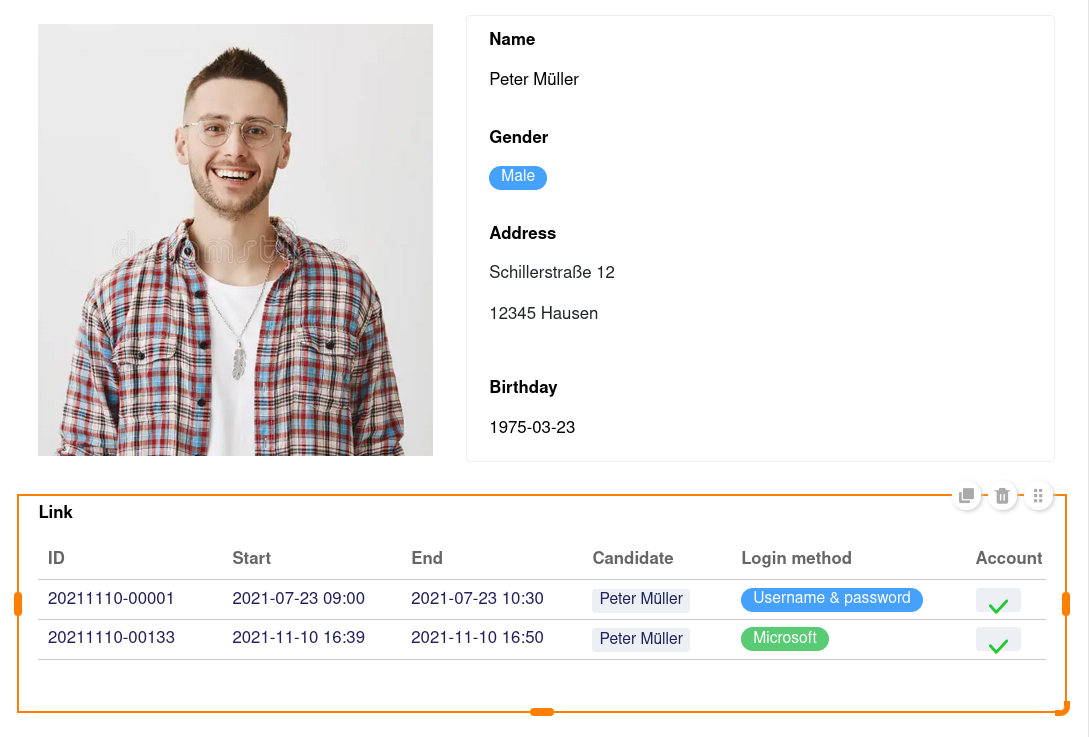 dreamstime
Name
Peter Müller
Gender
Male
Address
Schillerstraße 12
12345 Hausen
Birthday
1975-03-23
Link
ID Start End Candidate Login method Account
20211110-00001 2021-07-23 09:00 2021-07-23 10:30 Peter Müller Username & password
20211110-00133 2021-11-10 16:39 2021-11-10 16:50 Peter Müller Microsoft